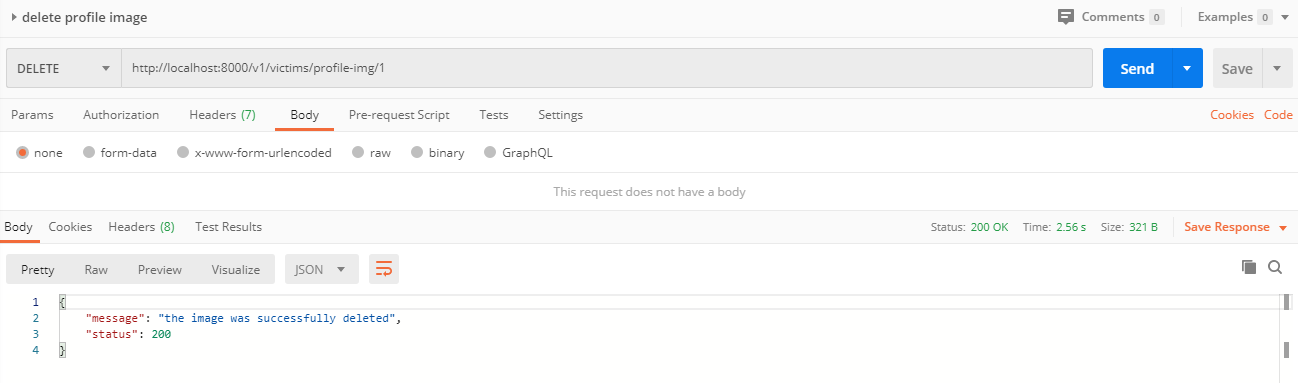 delete profile image Comments 0 Examples 0
DELETE http://localhost:8000/v1/victims/profile-img/1 Send Save
Params Authorization Headers (7) Body Pre-request Script Tests Settings Cookies Code
none form-data x-www-form-urlencoded raw binary GraphQL
This request does not have a body
Body Cookies Headers (8) Test Results Status: 200 OK Time: 2.56 s Size: 321 B Save Response
Pretty Raw Preview Visualize JSON
1 {
2 "message": "the image was successfully deleted",
3 "status": 200
4 }